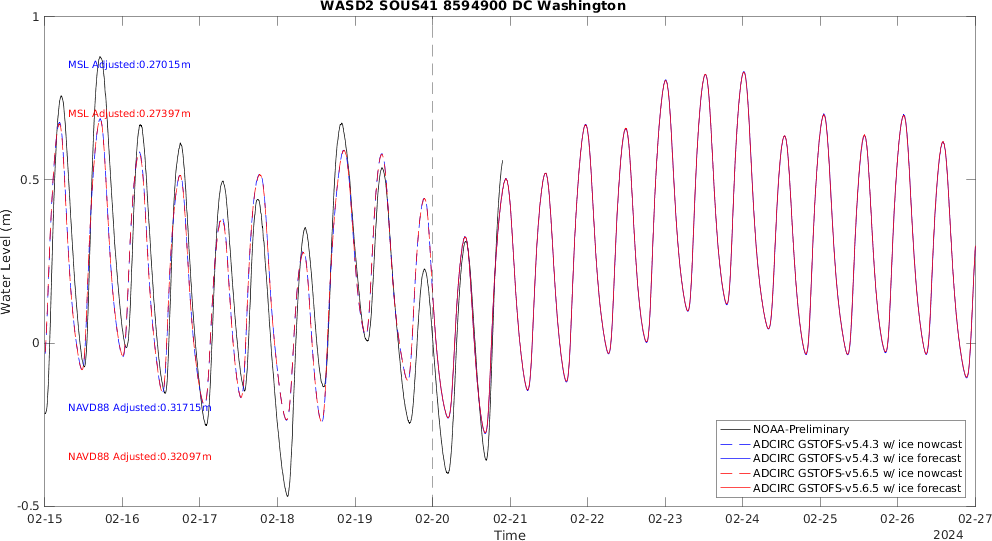 WASD2 SOUS41 8594900 DC Washington
1
MSL Adjusted:0.27015m
MSL Adjusted:0.27397m
0.5
Water Level (m)
0
NAVD88 Adjusted:0.31715m
NAVD88 Adjusted:0.32097m
NOAA-Preliminary
ADCIRC GSTOFS-v5.4.3 w/ ice nowcast
ADCIRC GSTOFS-v5.4.3 w/ ice forecast
ADCIRC GSTOFS-v5.6.5 w/ ice nowcast
ADCIRC GSTOFS-v5.6.5 w/ ice forecast
-0.5
02-15 02-16 02-17 02-18 02-19 02-20 02-21 02-22 02-23 02-24 02-25 02-26 02-27
Time
2024